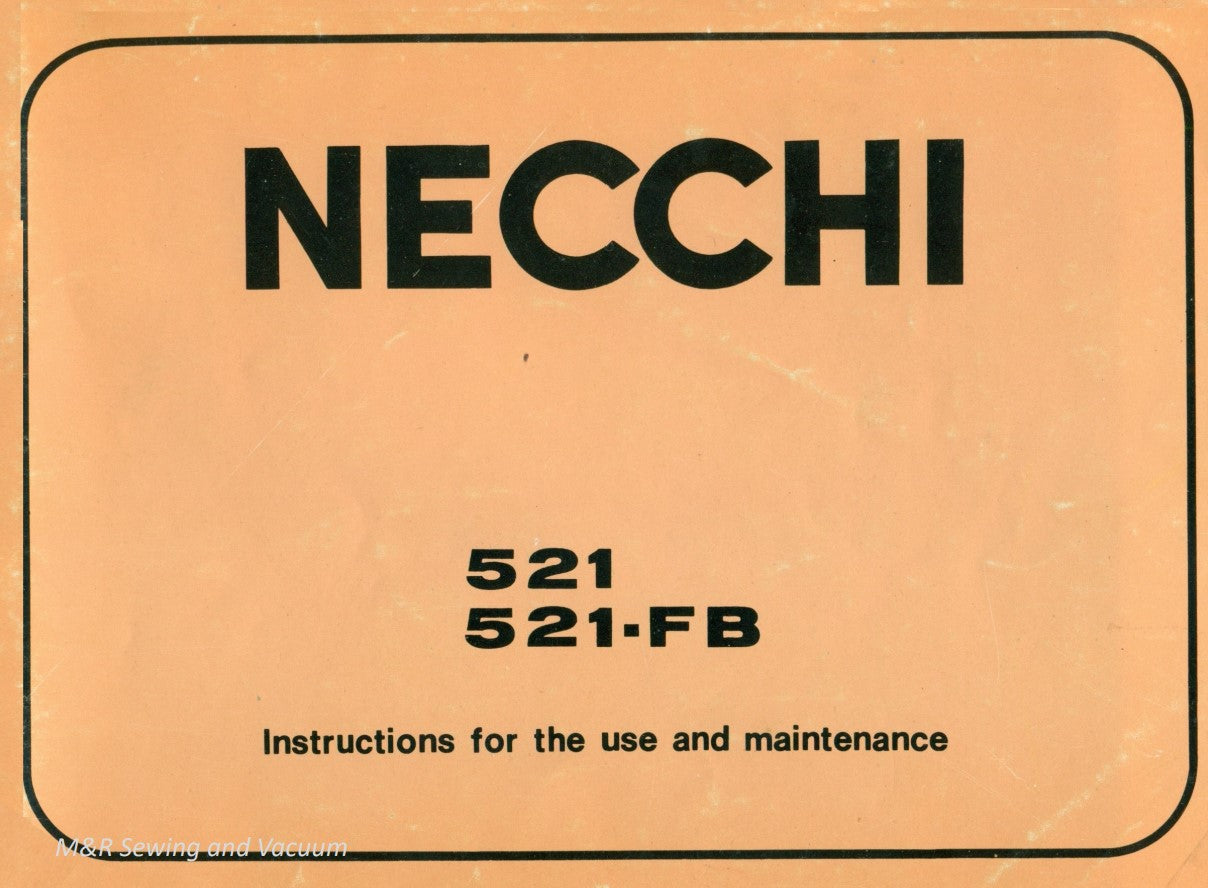 NECCHI
521
521-FB
Instructions for the use and maintenance
M&R Sewing and Vacuum